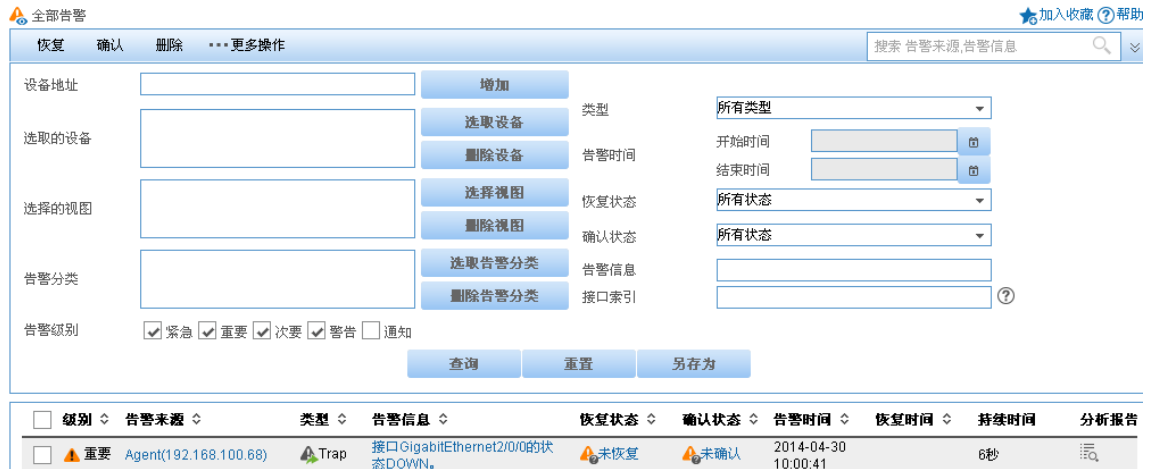 全部告警 加入收藏 帮助
恢复 确认 删除 更多操作 搜索 告警来源,告警信息
设备地址 增加
类型 所有类型
选取的设备 选取设备
删除设备
告警时间 开始时间
结束时间
选择的视图 选择视图
删除视图
恢复状态 所有状态
确认状态 所有状态
告警分类 选取告警分类
删除告警分类
告警信息
接口索引
告警级别 紧急 重要 次要 警告 通知
查询 重置 另存为
级别 告警来源 类型 告警信息 恢复状态 确认状态 告警时间 恢复时间 持续时间 分析报告
重要 Agent(192.168.100.68) Trap 接口GigabitEthernet2/0/0的状 未恢复 未确认 2014-04-30 6秒
态DOWN。 10:00:41